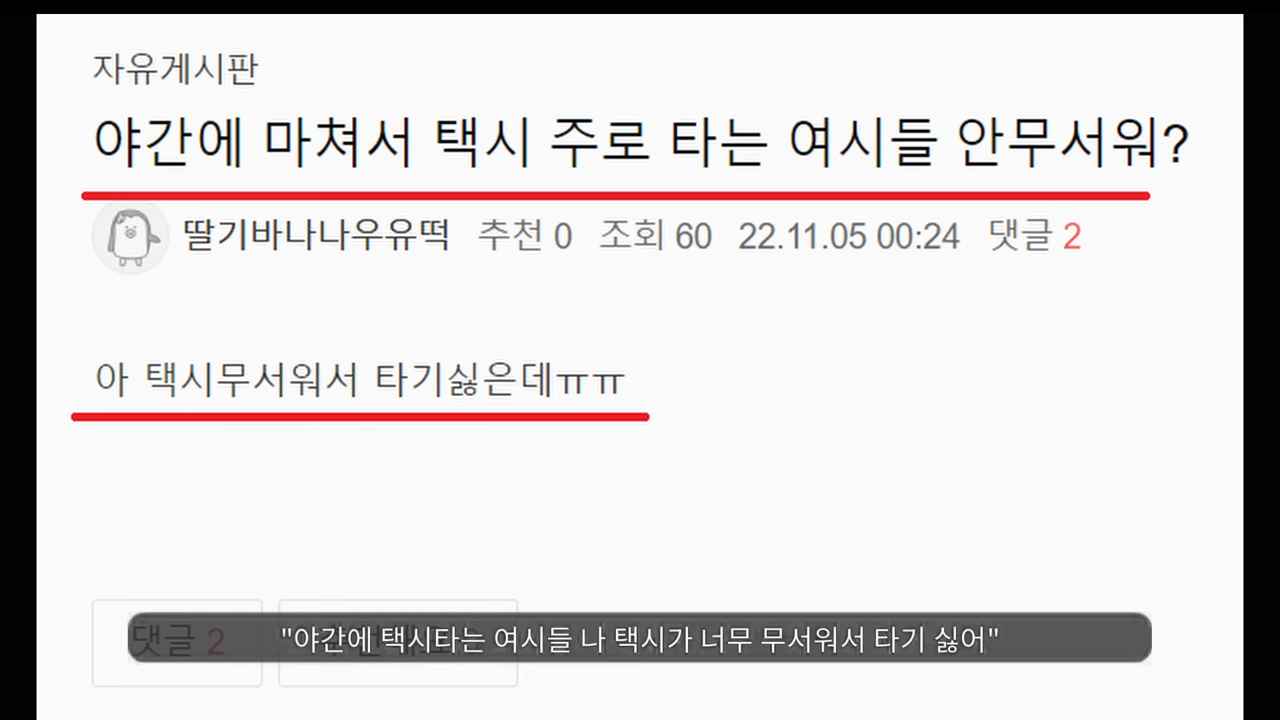 자유게시판
야간에 마쳐서 택시 주로 타는 여시들 안무서워?
딸기바나나우유떡 추천 0 조회 60 22.11.05 00:24 댓글 2
아 택시무서워서 타기싫은데ㅠㅠ
댓글 2
"야간에 택시타는 여시들 나 택시가 너무 무서워서 타기 싫어"